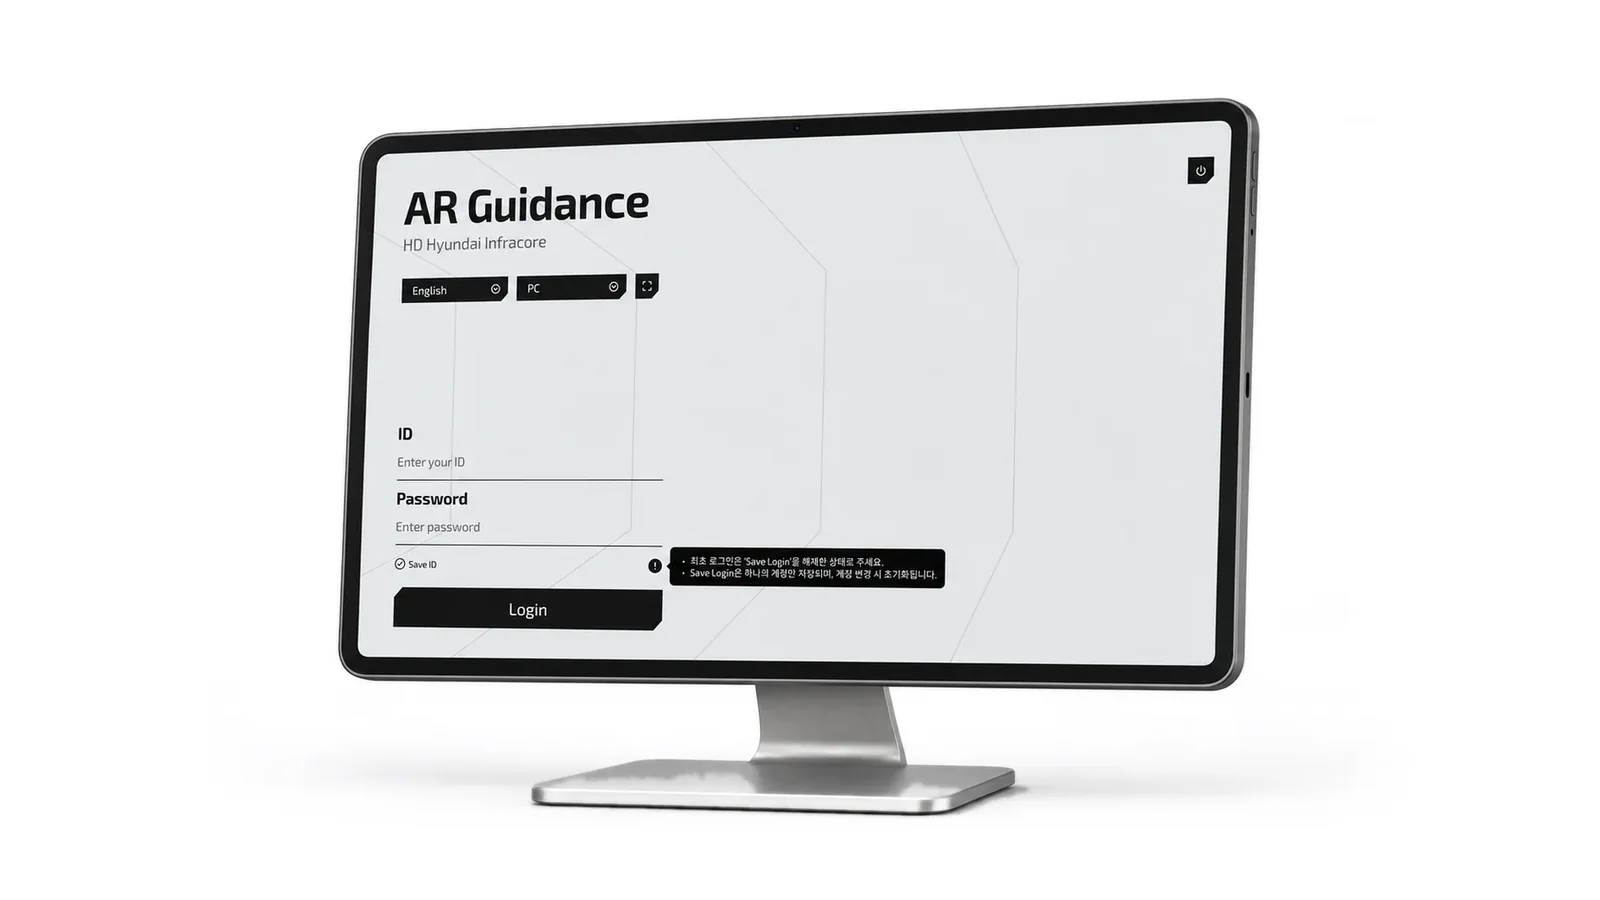 AR Guidance
HD Hyundai Infracore
English
PC
ID
Enter your ID
Password
Enter password
Save ID
• 최초 로그인은 'Save Login'을 해제한 상태로 주세요.
• Save Login은 하나의 계정만 저장되며, 계정 변경 시 초기화됩니다.
Login